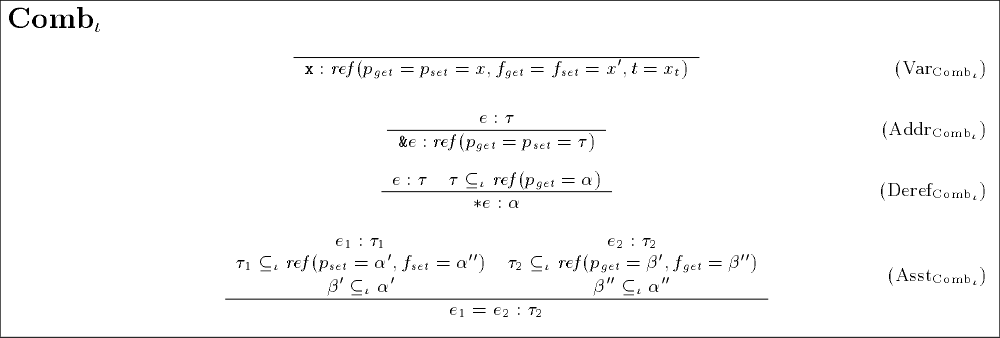 Comb_ι
x : ref(p_get = p_set = x, f_get = f_set = x′, t = x_t) (Var_Comb_ι)
e : τ
&e : ref(p_get = p_set = τ) (Addr_Comb_ι)
e : τ τ ⊆_ι ref(p_get = α)
*e : α (Deref_Comb_ι)
e_1 : τ_1 e_2 : τ_2
τ_1 ⊆_ι ref(p_set = α′, f_set = α′′) τ_2 ⊆_ι ref(p_get = β′, f_get = β′′)
β′ ⊆_ι α′ β′′ ⊆_ι α′′ (Asst_Comb_ι)
e_1 = e_2 : τ_2